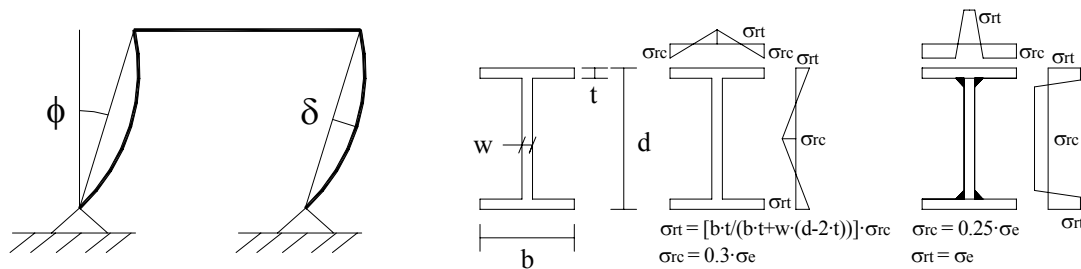 ϕ
δ
w
t
d
b
σrt
σrc
σrc
σrt
σrc
σrt
σrt = [b·t/(b·t+w·(d-2·t))]·σrc
σrc = 0.3·σe
σrt
σrc
σrt
σrc
σrt
σrc = 0.25·σe
σrt = σe